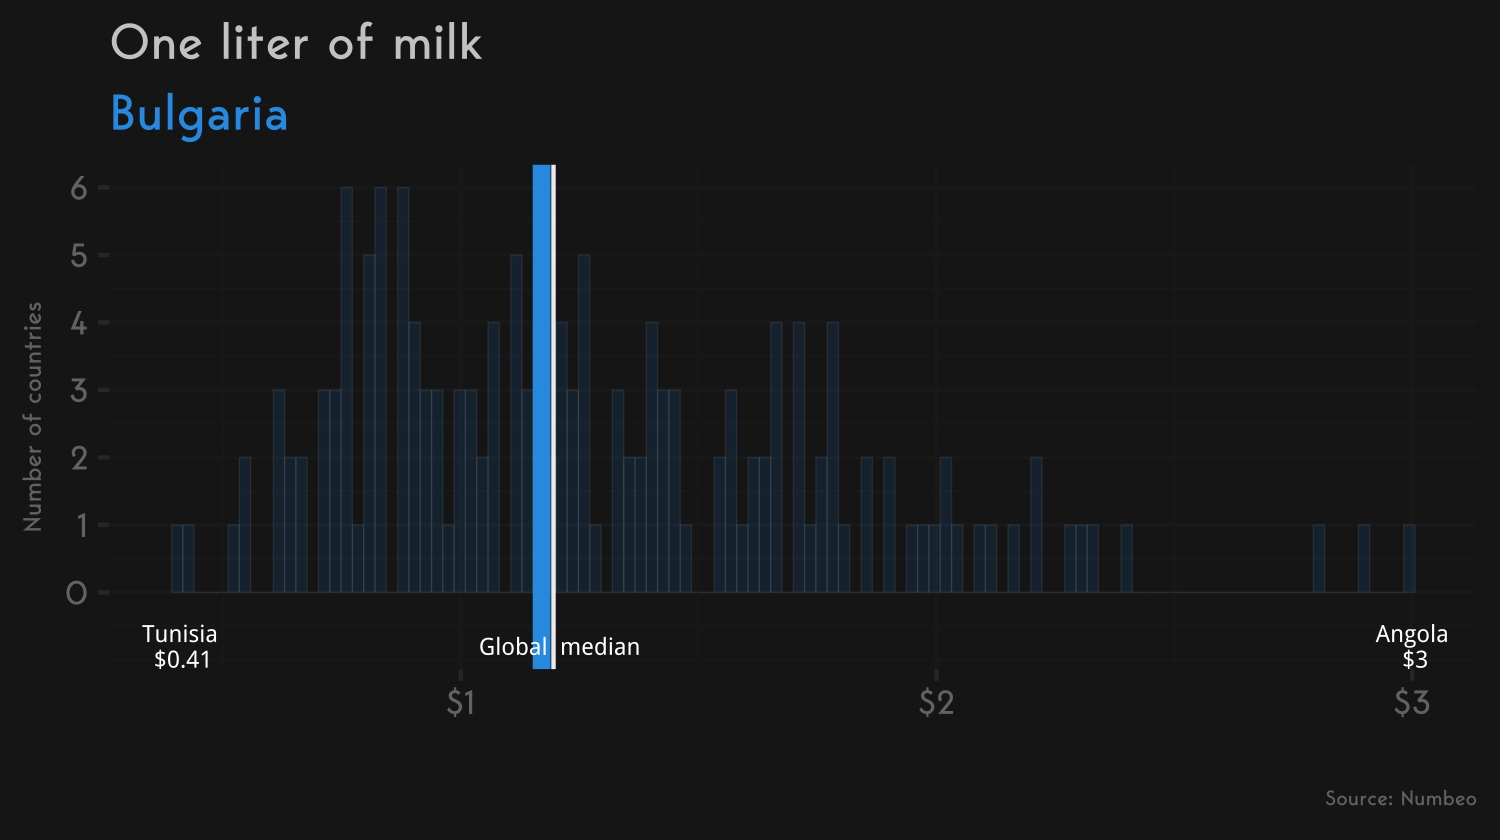 One liter of milk
Bulgaria
Number of countries
6
5
4
3
2
1
0
Tunisia
$0.41
Global median
Angola
$3
$1
$2
$3
Source: Numbeo